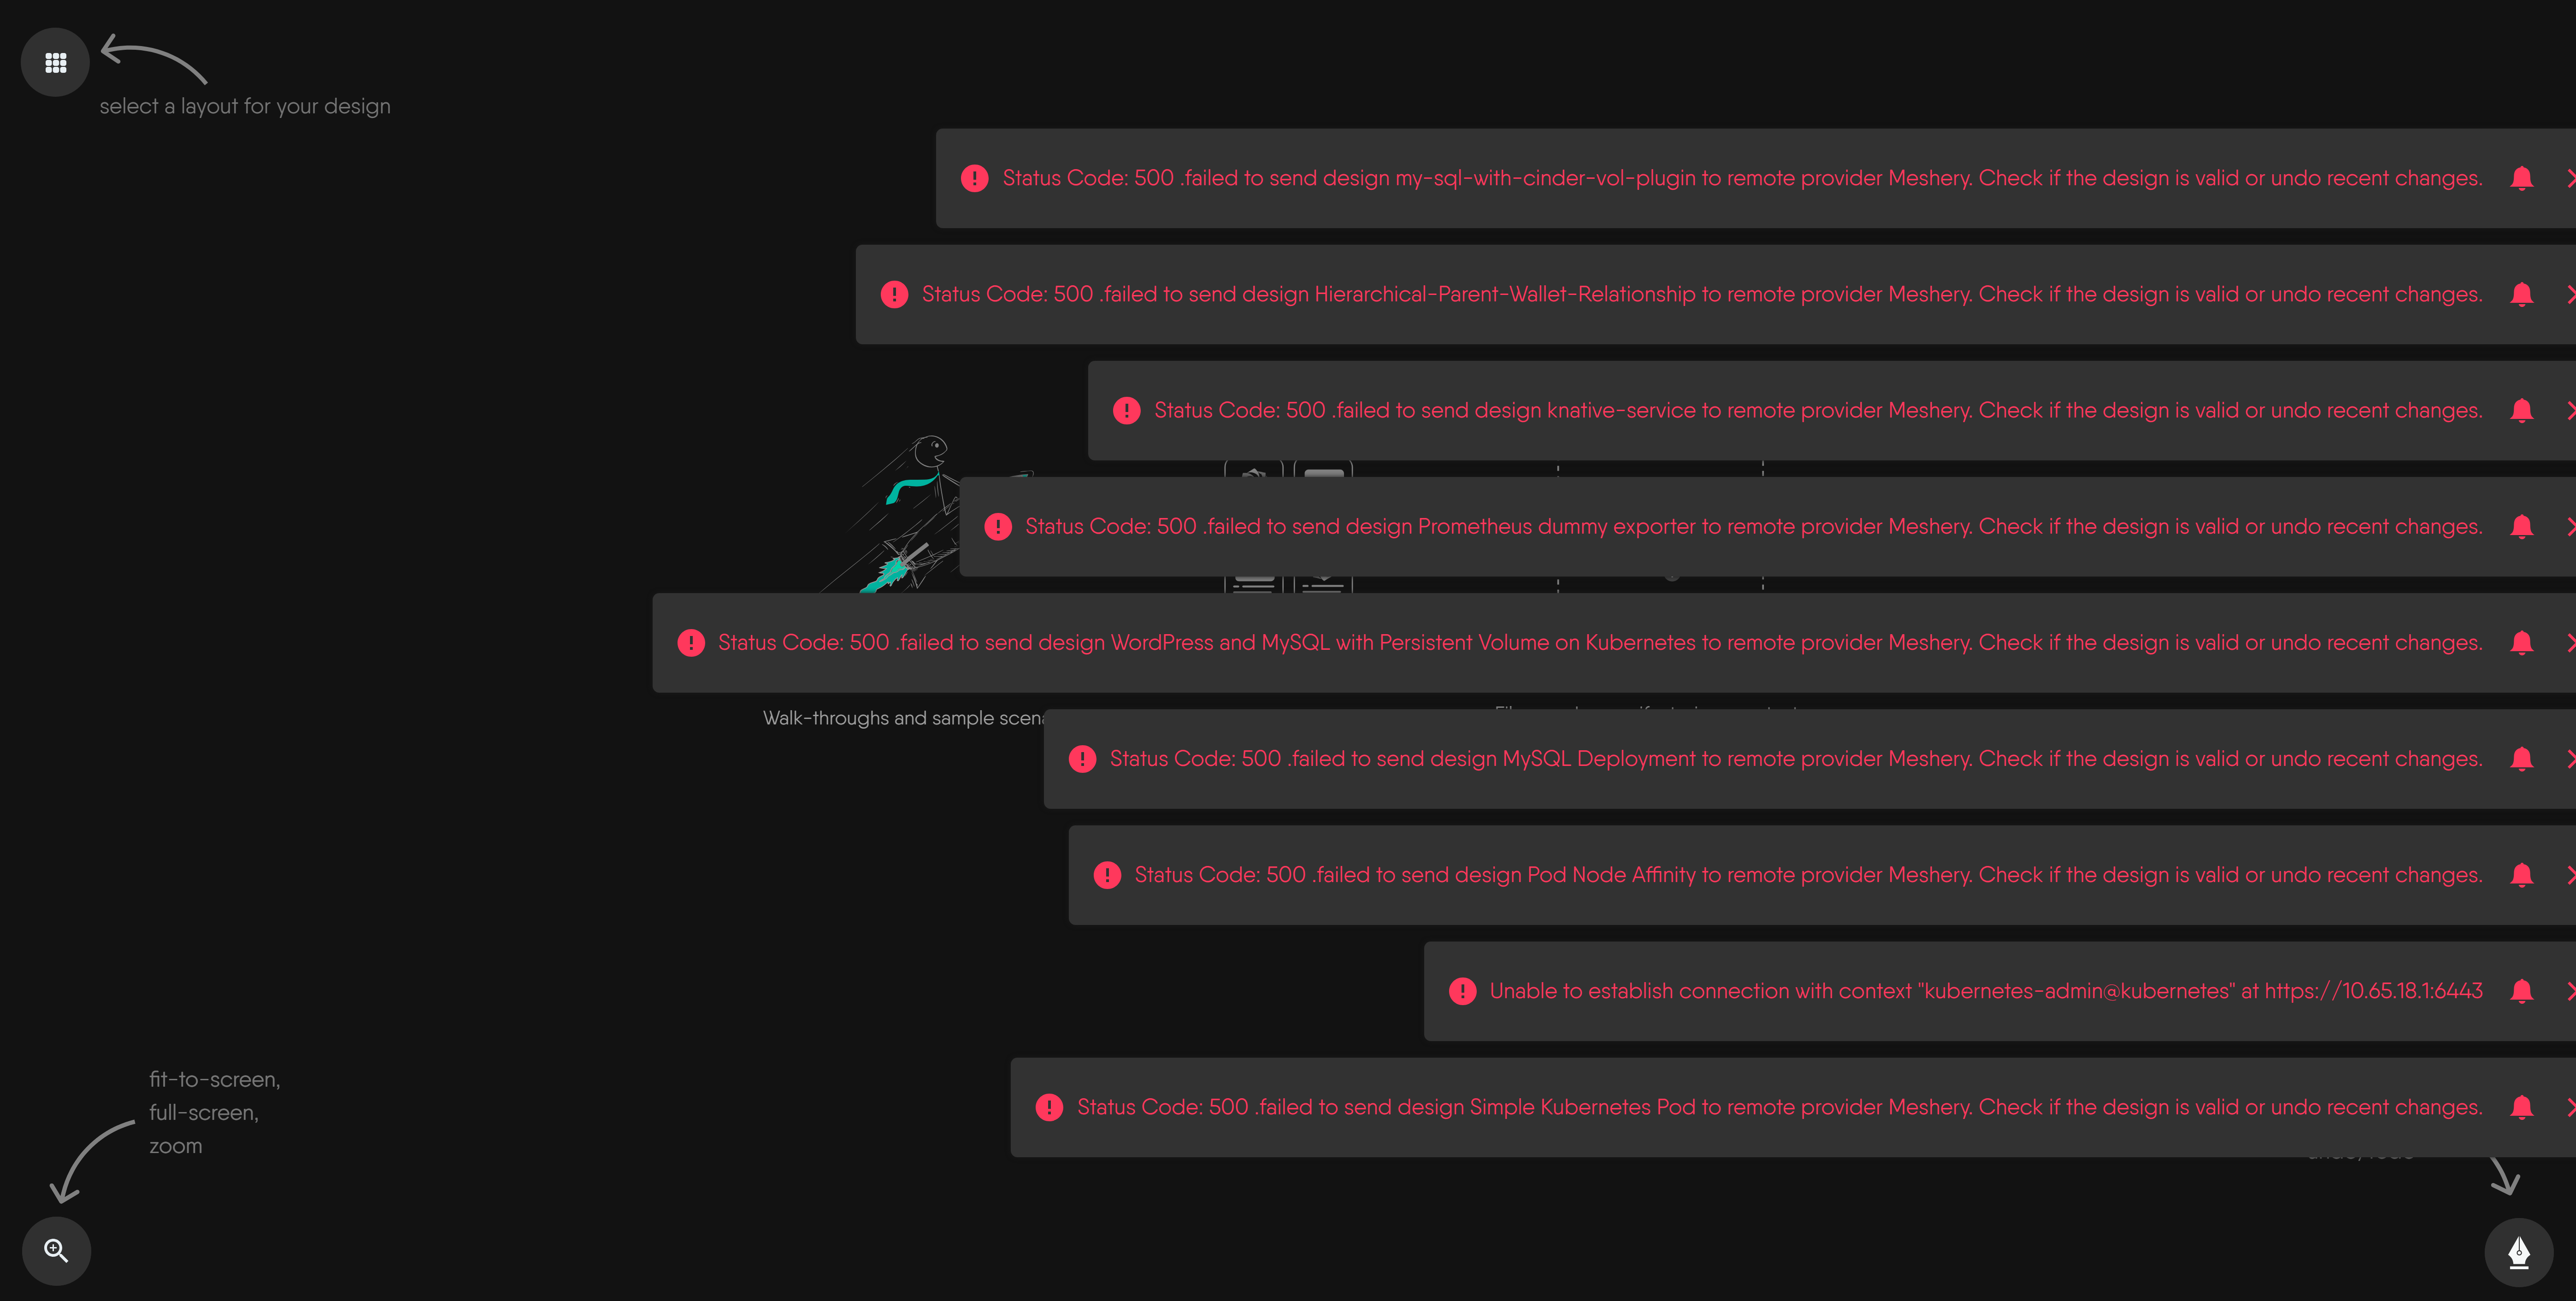 select a layout for your design
Status Code: 500 .failed to send design my-sql-with-cinder-vol-plugin to remote provider Meshery. Check if the design is valid or undo recent changes.
Status Code: 500 .failed to send design Hierarchical-Parent-Wallet-Relationship to remote provider Meshery. Check if the design is valid or undo recent changes.
Status Code: 500 .failed to send design knative-service to remote provider Meshery. Check if the design is valid or undo recent changes.
Status Code: 500 .failed to send design Prometheus dummy exporter to remote provider Meshery. Check if the design is valid or undo recent changes.
Status Code: 500 .failed to send design WordPress and MySQL with Persistent Volume on Kubernetes to remote provider Meshery. Check if the design is valid or undo recent changes.
Walk-throughs and sample
Status Code: 500 .failed to send design MySQL Deployment to remote provider Meshery. Check if the design is valid or undo recent changes.
Status Code: 500 .failed to send design Pod Node Affinity to remote provider Meshery. Check if the design is valid or undo recent changes.
Unable to establish connection with context "kubernetes-admin@kubernetes" at https://10.65.18.1:6443
Status Code: 500 .failed to send design Simple Kubernetes Pod to remote provider Meshery. Check if the design is valid or undo recent changes.
fit-to-screen,
full-screen,
zoom